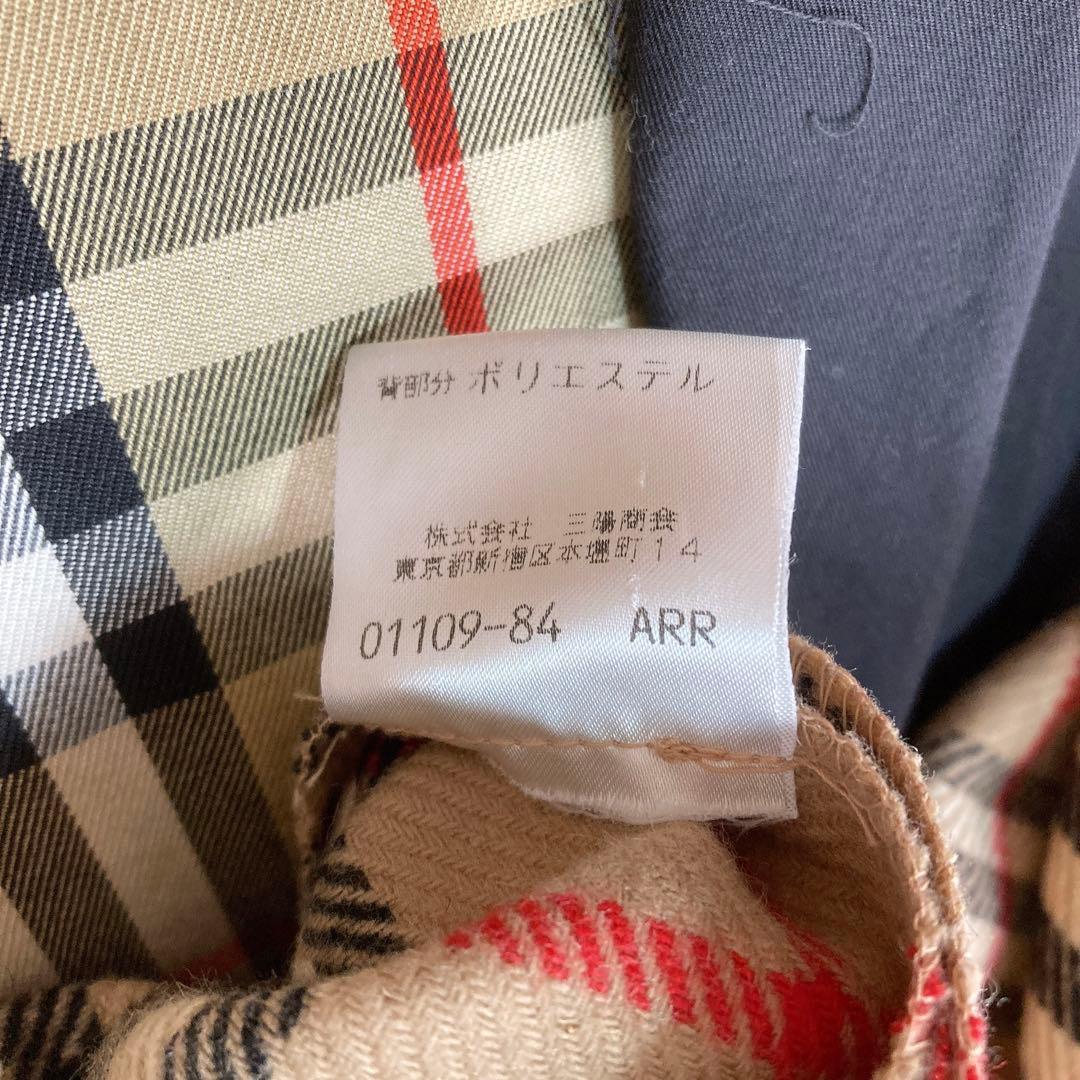 背部分 ポリエステル
株式会社 三陽商会
東京都新宿区本塩町14
01109-84 ARR